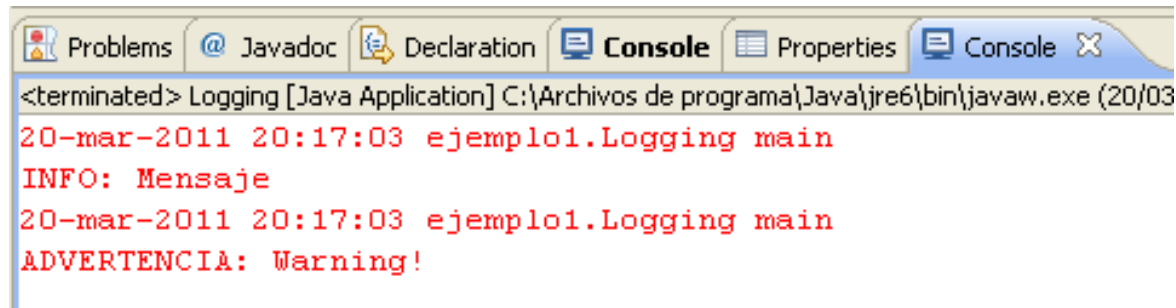 Problems @ Javadoc Declaration Console Properties Console
<terminated> Logging [Java Application] C:\Archivos de programa\Java\jre6\bin\javaw.exe (20/03
20-mar-2011 20:17:03 ejemplo1.Logging main
INFO: Mensaje
20-mar-2011 20:17:03 ejemplo1.Logging main
ADVERTENCIA: Warning!